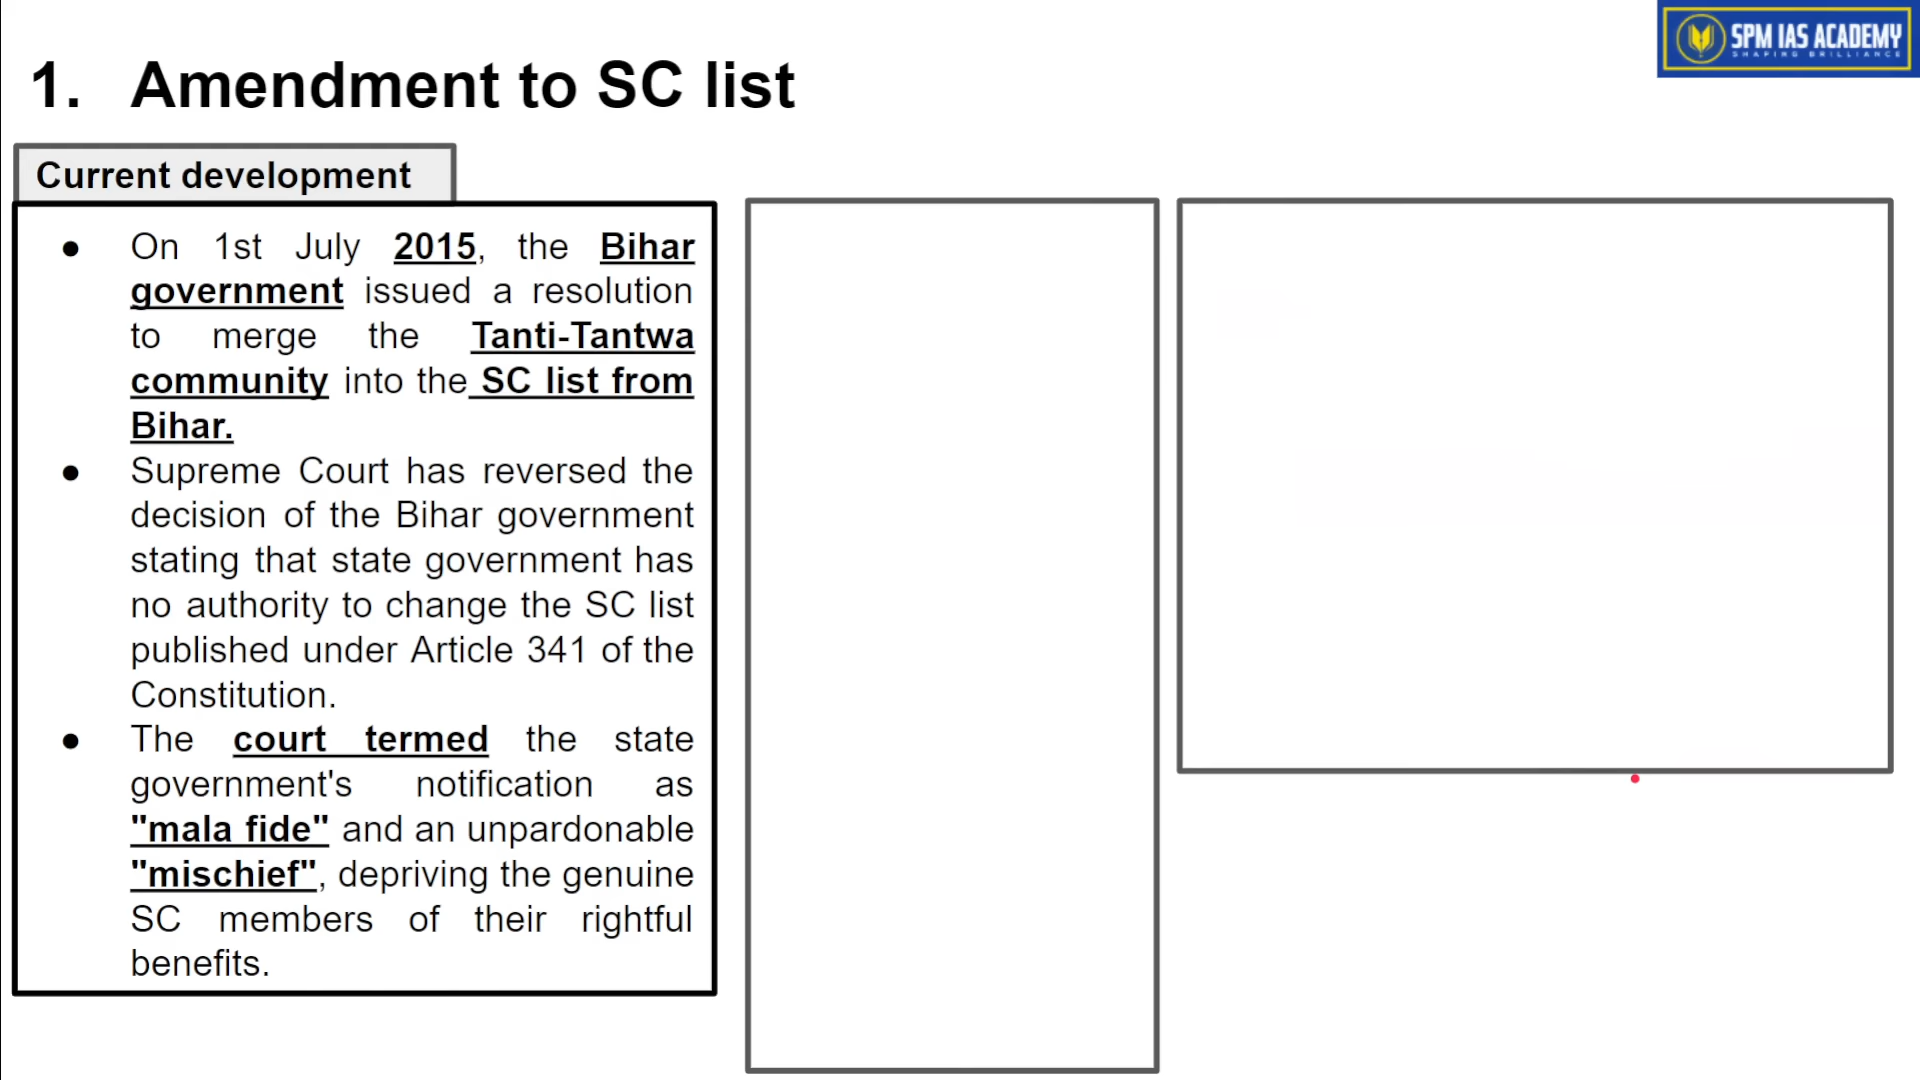 SPM IAS ACADEMY
SHAPING BRILLIANCE
1. Amendment to SC list
Current development
● On 1st July 2015, the Bihar
government issued a resolution
to merge the Tanti-Tantwa
community into the SC list from
Bihar.
● Supreme Court has reversed the
decision of the Bihar government
stating that state government has
no authority to change the SC list
published under Article 341 of the
Constitution.
● The court termed the state
government's notification as
"mala fide" and an unpardonable
"mischief", depriving the genuine
SC members of their rightful
benefits.